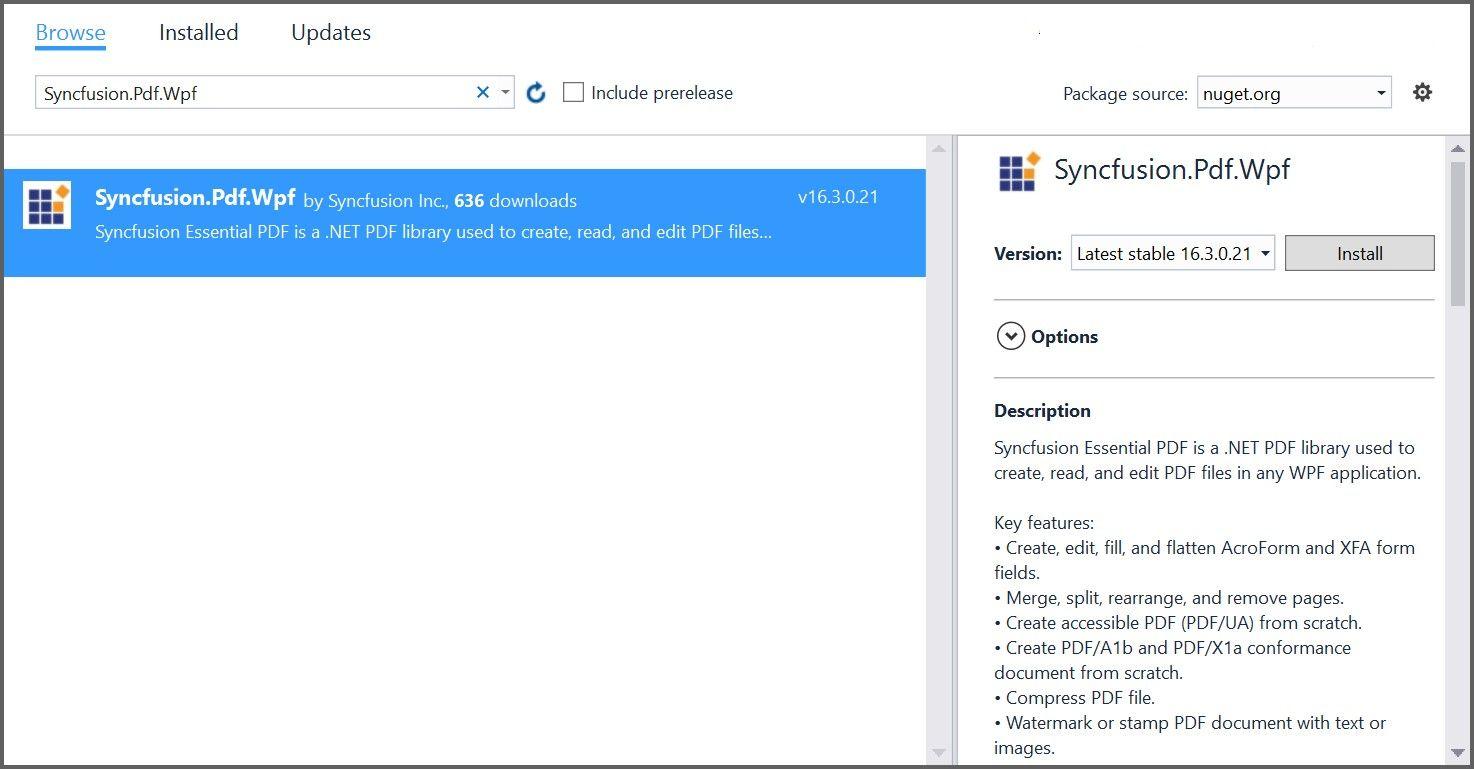 Browse Installed Updates
Syncfusion.Pdf.Wpf
Include prerelease
Package source: nuget.org
Syncfusion.Pdf.Wpf by Syncfusion Inc., 636 downloads v16.3.0.21
Syncfusion Essential PDF is a .NET PDF library used to create, read, and edit PDF files...
Syncfusion.Pdf.Wpf
Version: Latest stable 16.3.0.21 Install
Options
Description
Syncfusion Essential PDF is a .NET PDF library used to
create, read, and edit PDF files in any WPF application.
Key features:
• Create, edit, fill, and flatten AcroForm and XFA form
fields.
• Merge, split, rearrange, and remove pages.
• Create accessible PDF (PDF/UA) from scratch.
• Create PDF/A1b and PDF/X1a conformance
document from scratch.
• Compress PDF file.
• Watermark or stamp PDF document with text or
images.